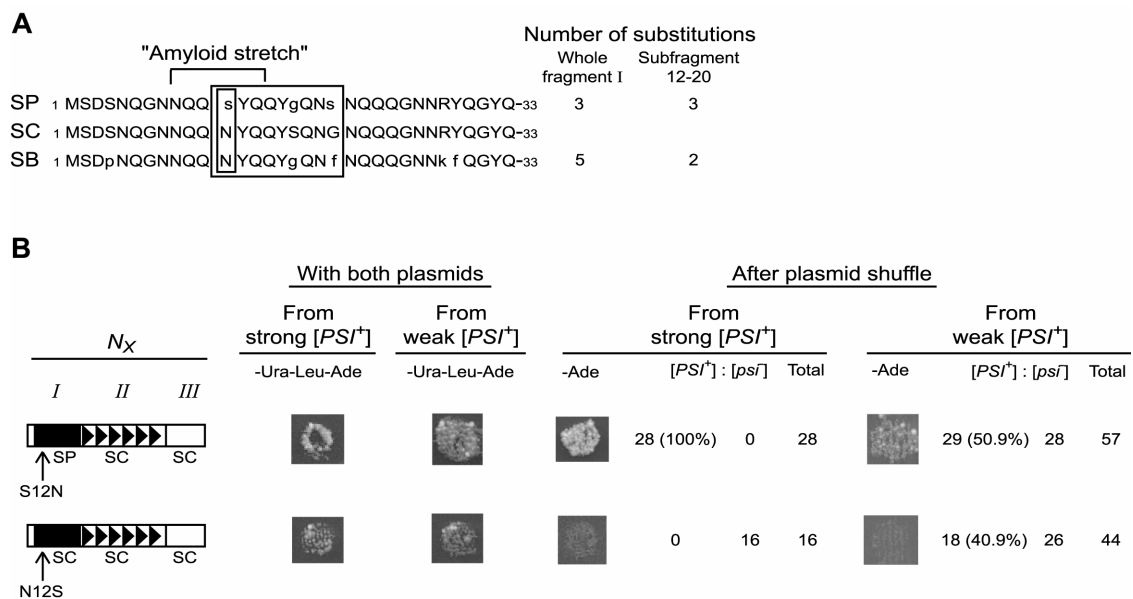 A
Number of substitutions
"Amyloid stretch"
Whole fragment I
Subfragment 12-20
SP 1 MSDSNQGNNQQ s YQQYgQNs NQQQGNNRYQGYQ-33 3 3
SC 1 MSDSNQGNNQQ N YQQYSQNG NQQQGNNRYQGYQ-33
SB 1 MSDpNQGNNQQ N YQQYgQN f NQQQGNNk f QGYQ-33 5 2
B
With both plasmids After plasmid shuffle
From strong [PSI+] From weak [PSI+] From strong [PSI+] From weak [PSI+]
NX
-Ura-Leu-Ade -Ura-Leu-Ade -Ade [PSI+] : [psi-] Total -Ade [PSI+] : [psi-] Total
I II III
28 (100%) 0 28 29 (50.9%) 28 57
SP SC SC
S12N
0 16 16 18 (40.9%) 26 44
SC SC SC
N12S